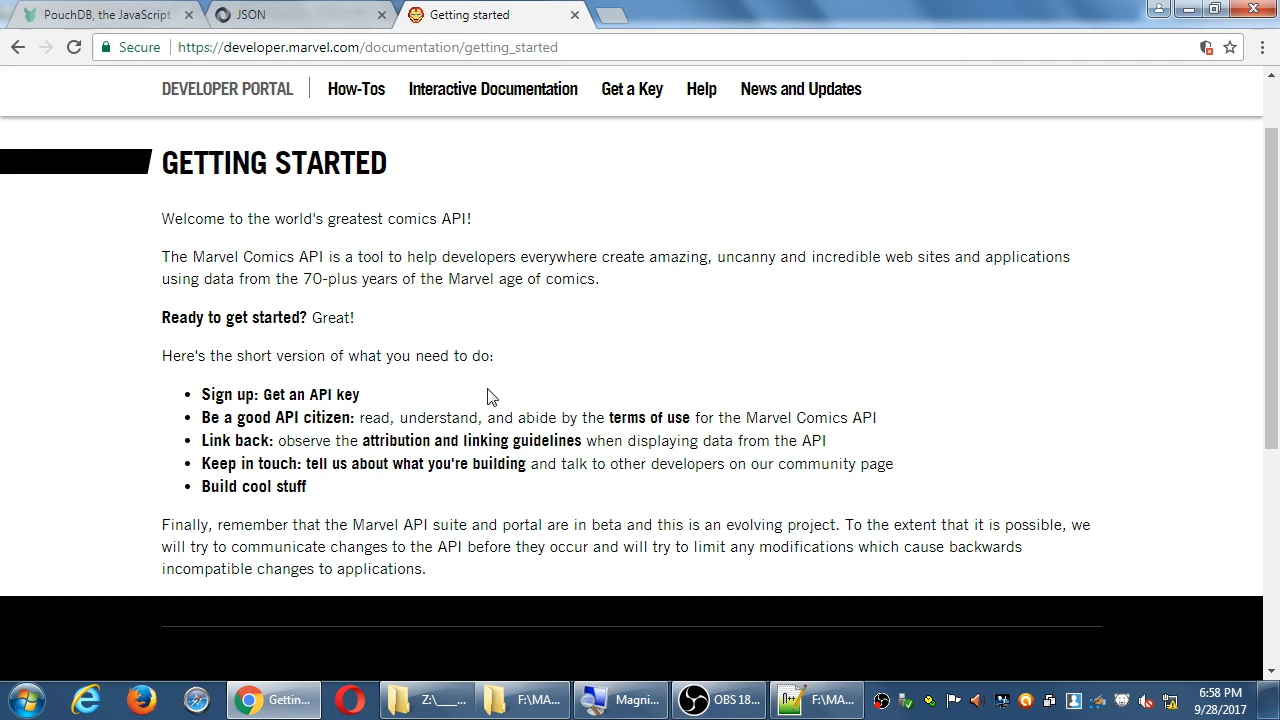 PouchDB, the JavaScript
JSON
Getting started
Secure
https://developer.marvel.com/documentation/getting_started
DEVELOPER PORTAL
How-Tos
Interactive Documentation
Get a Key
Help
News and Updates
GETTING STARTED
Welcome to the world's greatest comics API!
The Marvel Comics API is a tool to help developers everywhere create amazing, uncanny and incredible web sites and applications
using data from the 70-plus years of the Marvel age of comics.
Ready to get started? Great!
Here's the short version of what you need to do:
• Sign up: Get an API key
• Be a good API citizen: read, understand, and abide by the terms of use for the Marvel Comics API
• Link back: observe the attribution and linking guidelines when displaying data from the API
• Keep in touch: tell us about what you're building and talk to other developers on our community page
• Build cool stuff
Finally, remember that the Marvel API suite and portal are in beta and this is an evolving project. To the extent that it is possible, we
will try to communicate changes to the API before they occur and will try to limit any modifications which cause backwards
incompatible changes to applications.
Gettin...
Z:\___...
F:\MA...
Magni...
OBS 18...
F:\MA...
6:58 PM
9/28/2017